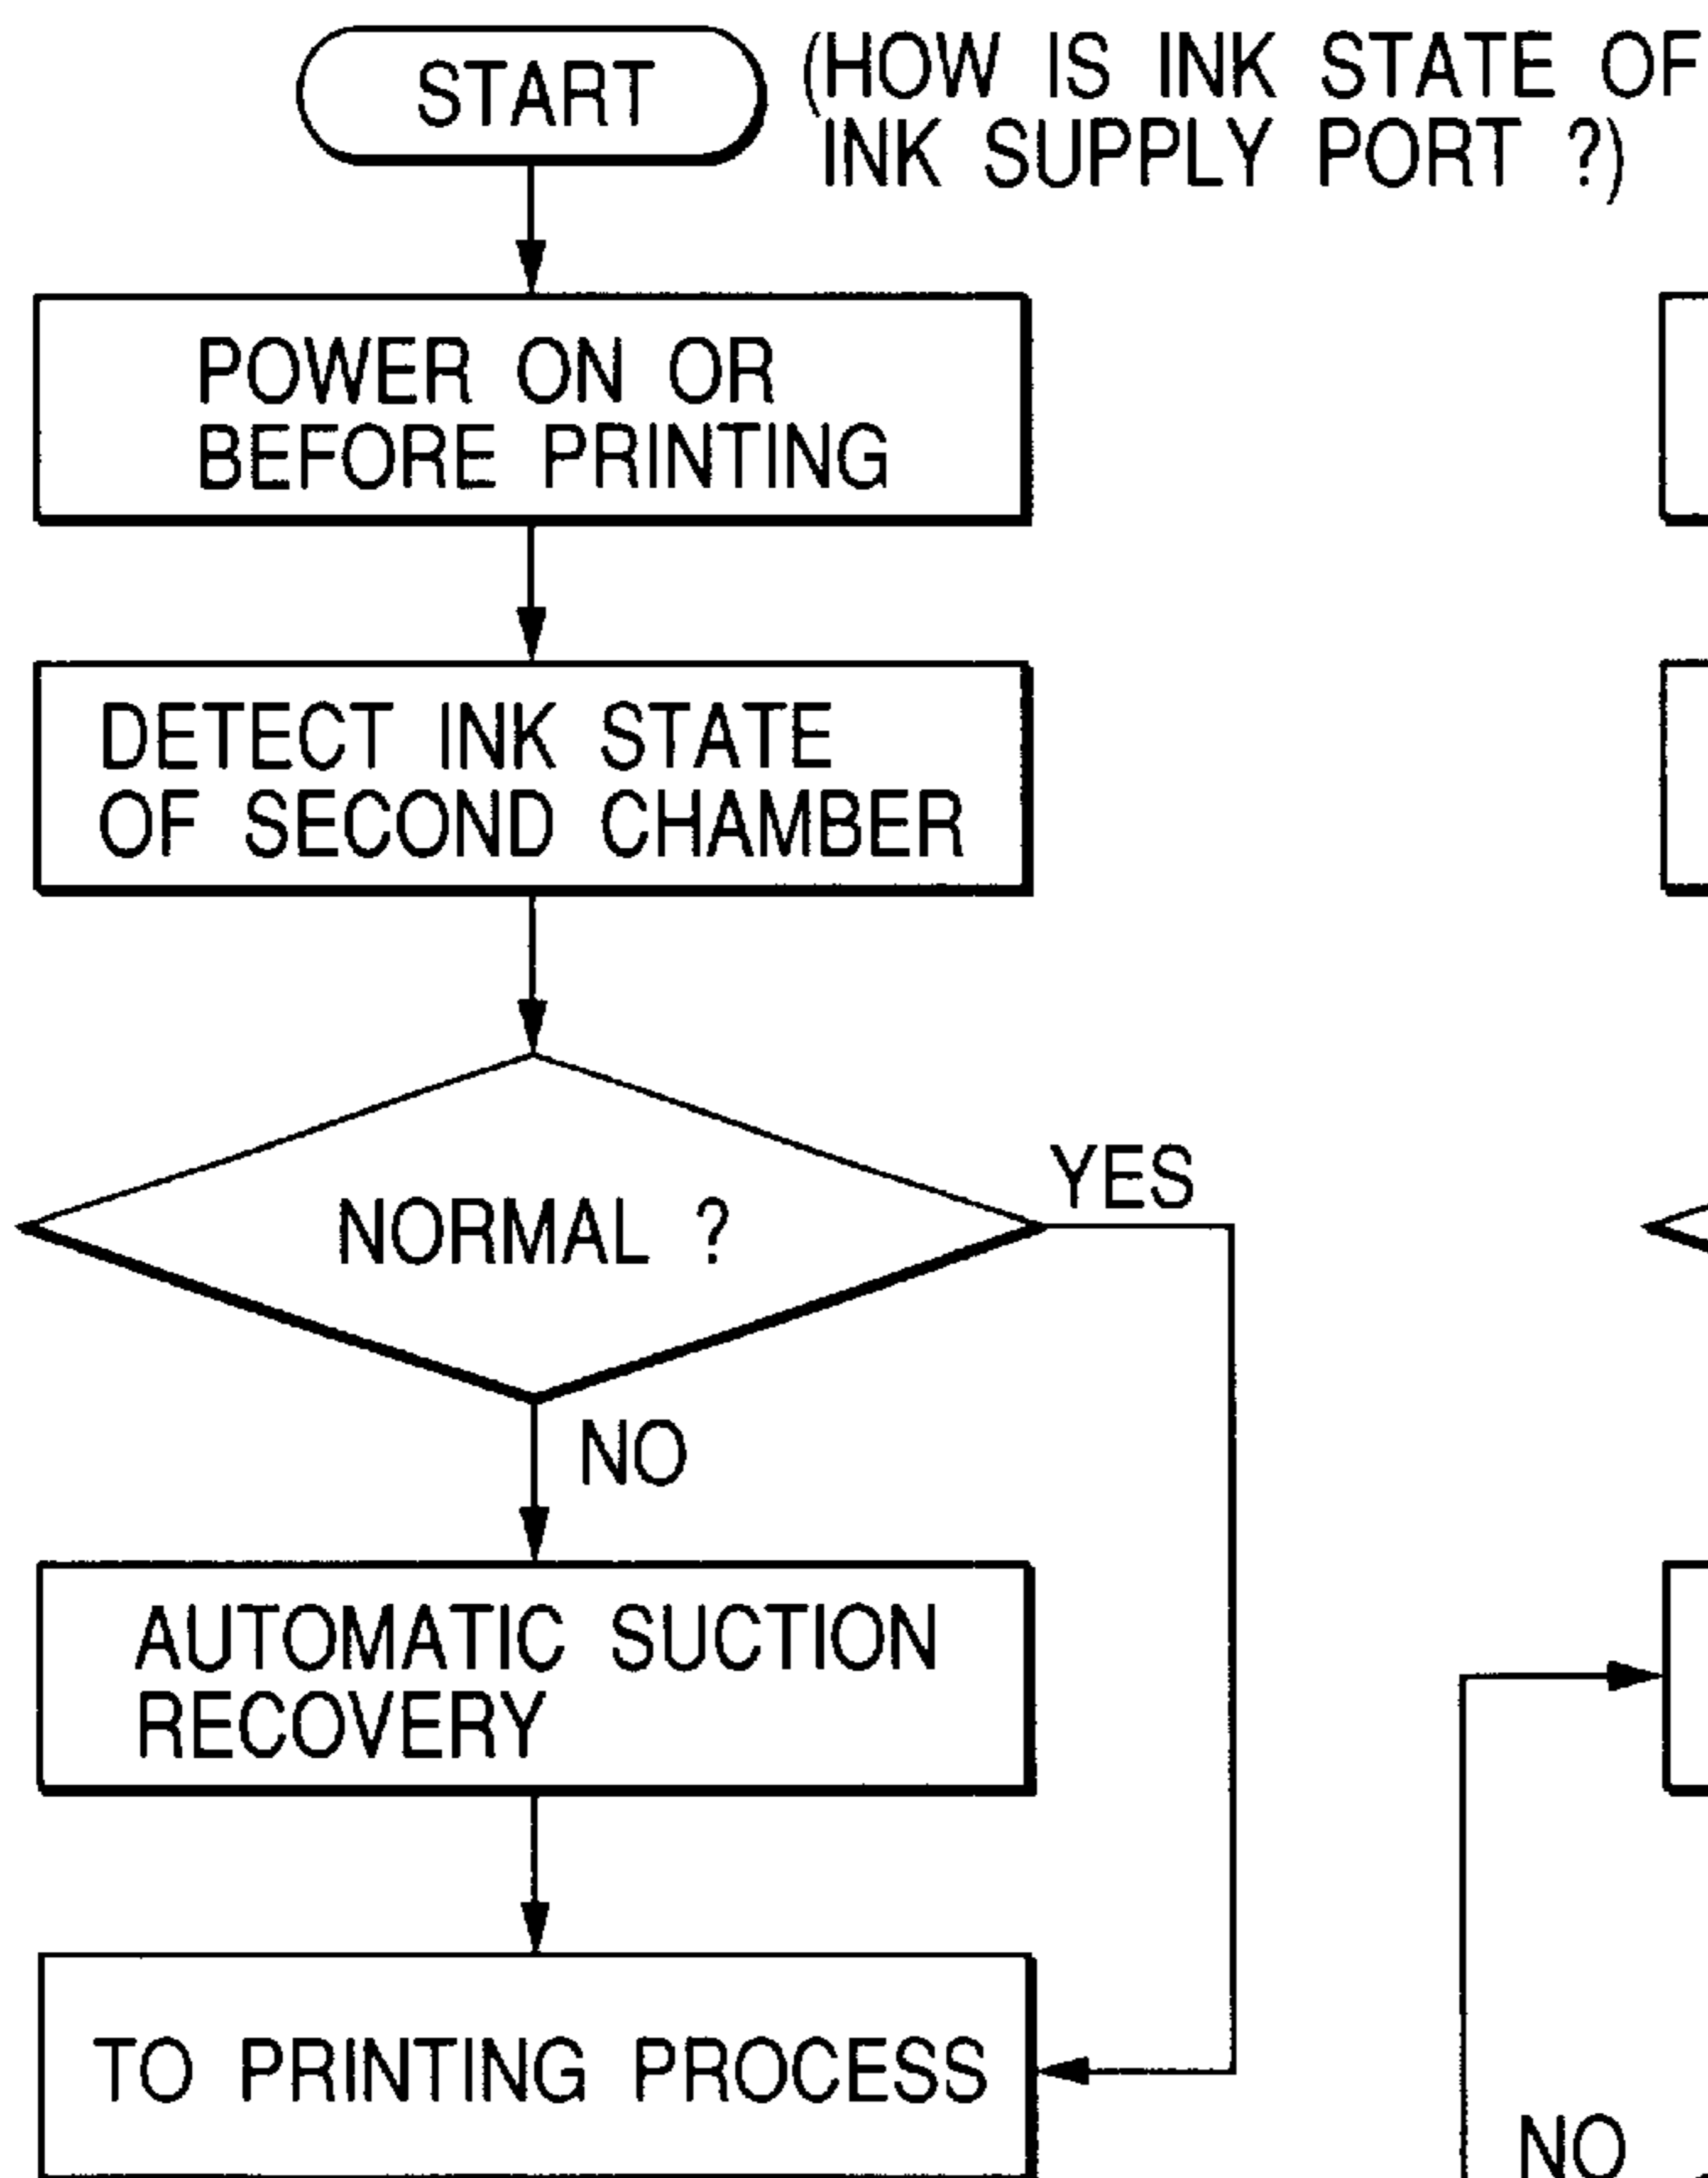 START
(HOW IS INK STATE OF
INK SUPPLY PORT ?)
POWER ON OR
BEFORE PRINTING
DETECT INK STATE
OF SECOND CHAMBER
NORMAL ?
YES
NO
AUTOMATIC SUCTION
RECOVERY
TO PRINTING PROCESS
NO